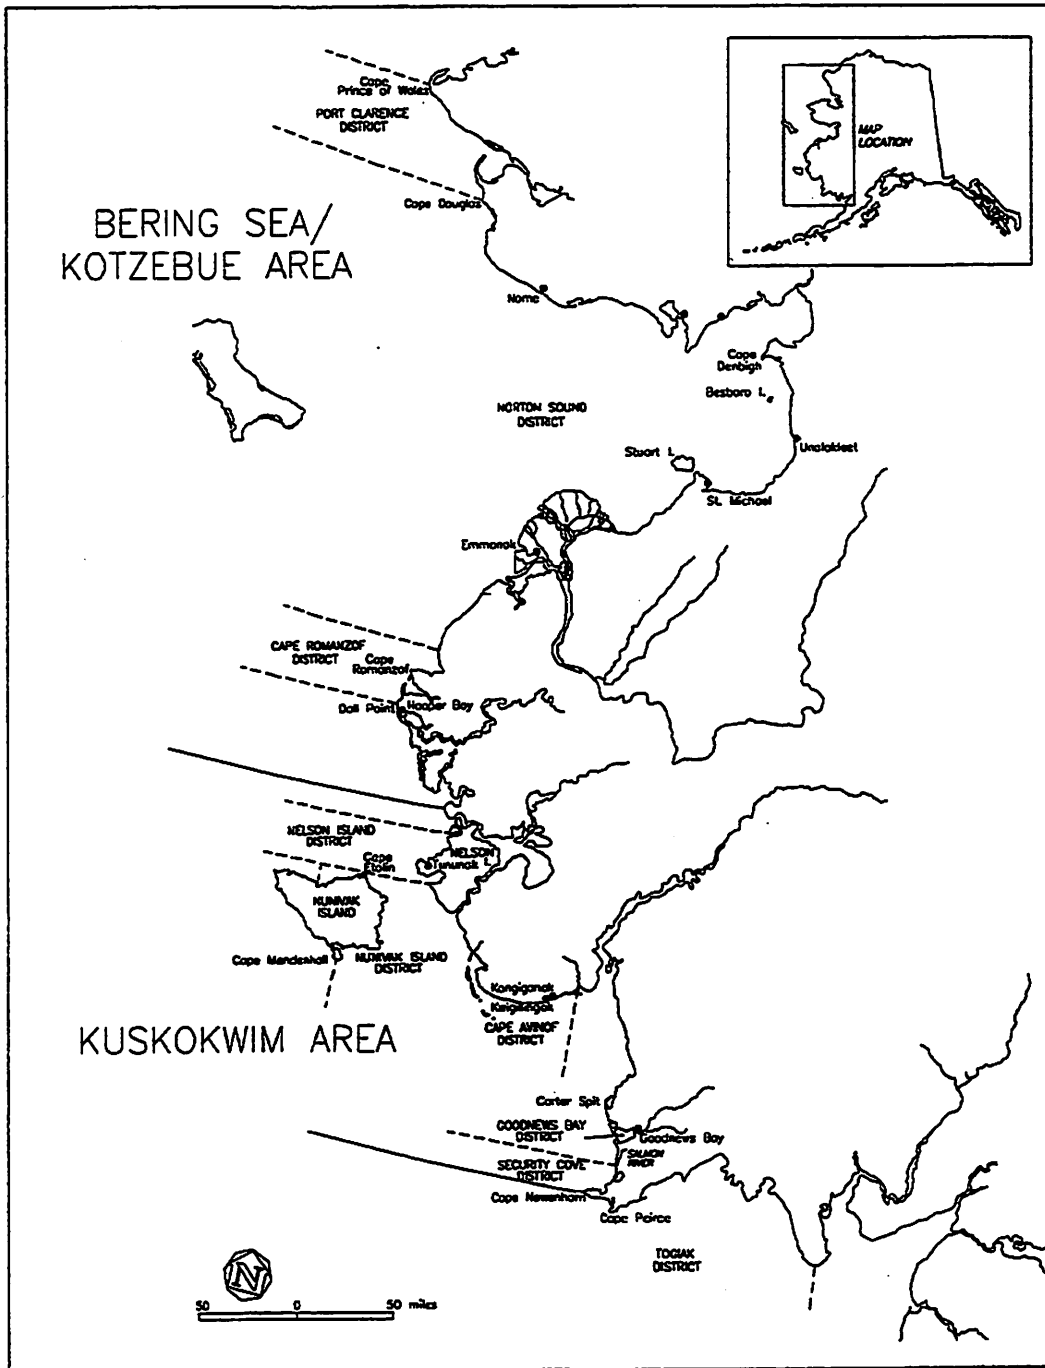 Cape
Prince of Wales
PORT CLARENCE
DISTRICT
MAP
LOCATION
Cape Douglas
BERING SEA/
KOTZEBUE AREA
Nome
Cape
Denbigh
Besboro I.
NORTON SOUND
DISTRICT
Unalakleet
Stuart I.
St. Michael
Emmonak
CAPE ROMANZOF
DISTRICT
Cape
Romanzof
Dall Point
Hooper Bay
NELSON ISLAND
DISTRICT
Cape
Etolin
NELSON
Tununak I.
NUNIVAK
ISLAND
Cape Mendenhall
NUNIVAK ISLAND
DISTRICT
Kongiganak
Kwigillingok
CAPE AVINOF
DISTRICT
KUSKOKWIM AREA
Carter Spit
GOODNEWS BAY
DISTRICT
Goodnews Bay
SALMON
RIVER
SECURITY COVE
DISTRICT
Cape Newenham
Cape Peirce
TOGIAK
DISTRICT
N
50 0 50 miles